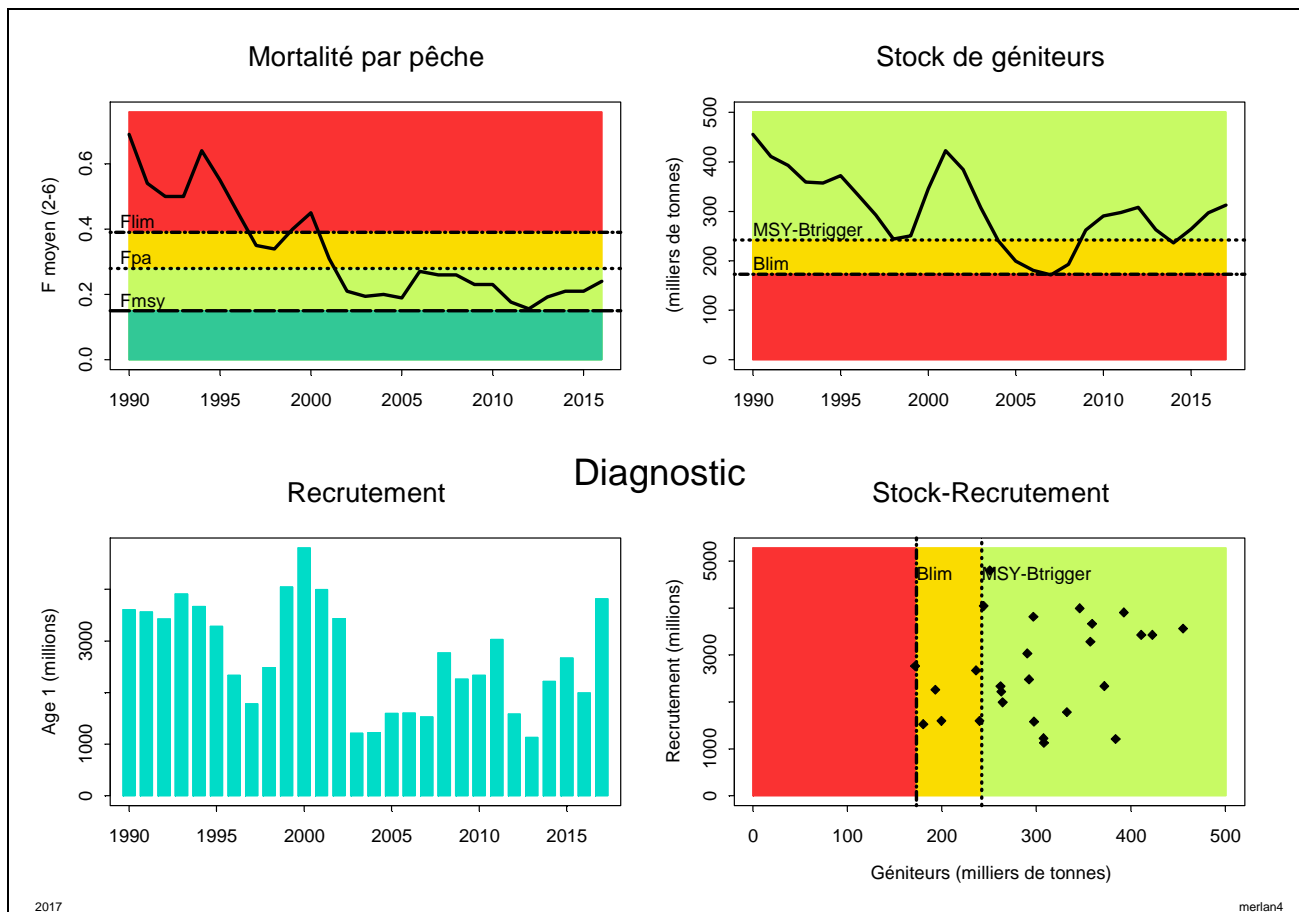 Mortalité par pêche
F moyen (2-6)
0.0 0.2 0.4 0.6
Flim
Fpa
Fmsy
1990 1995 2000 2005 2010 2015
Stock de géniteurs
(milliers de tonnes)
0 100 200 300 400 500
MSY-Btrigger
Blim
1990 1995 2000 2005 2010 2015
Diagnostic
Recrutement
Age 1 (millions)
0 1000 3000
1990 1995 2000 2005 2010 2015
Stock-Recrutement
Recrutement (millions)
0 1000 3000 5000
Blim MSY-Btrigger
0 100 200 300 400 500
Géniteurs (milliers de tonnes)
2017 merlan4